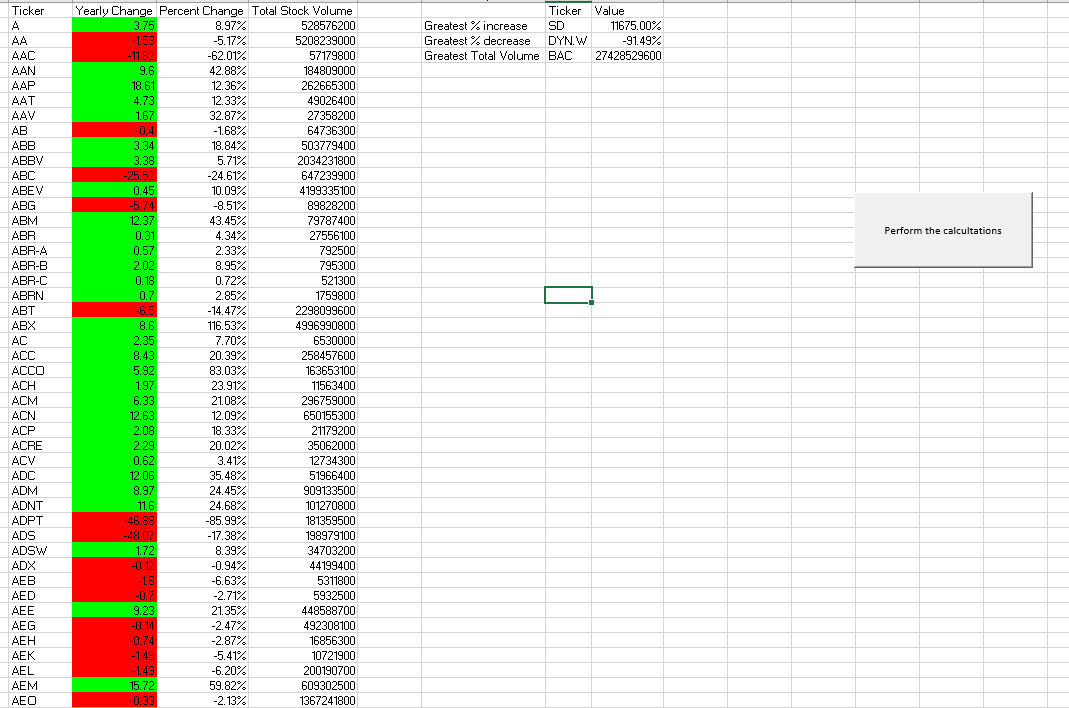 Ticker Yearly Change Percent Change Total Stock Volume Ticker Value
A 3.75 8.97% 528576200 Greatest % increase SD 11675.00%
AA -1.53 -5.17% 5208239000 Greatest % decrease DYN.W -91.49%
AAC -11.82 -62.01% 57179800 Greatest Total Volume BAC 27428529600
AAN 9.6 42.88% 184809000
AAP 18.61 12.36% 262665300
AAT 4.73 12.33% 49026400
AAV 1.67 32.87% 27358200
AB -0.4 -1.68% 64736300
ABB 3.34 18.84% 503779400
ABBV 3.38 5.71% 2034231800
ABC -25.52 -24.61% 647239900
ABEV 0.45 10.09% 4199335100
ABG -5.74 -8.51% 89828200
ABM 12.37 43.45% 79787400
ABR 0.31 4.34% 27556100
Perform the calcultations
ABR-A 0.57 2.33% 792500
ABR-B 2.02 8.95% 795300
ABR-C 0.18 0.72% 521300
ABRN 0.7 2.85% 1759800
ABT -6.5 -14.47% 2298099600
ABX 8.6 116.53% 4996990800
AC 2.35 7.70% 6530000
ACC 8.43 20.39% 258457600
ACCO 5.92 83.03% 163653100
ACH 1.97 23.91% 11563400
ACM 6.33 21.08% 296759000
ACN 12.63 12.09% 650155300
ACP 2.08 18.33% 21179200
ACRE 2.29 20.02% 35062000
ACV 0.62 3.41% 12734300
ADC 12.06 35.48% 51966400
ADM 8.97 24.45% 909133500
ADNT 11.6 24.68% 101270800
ADPT -46.88 -85.99% 181359500
ADS -48.07 -17.38% 198979100
ADSW 1.72 8.39% 34703200
ADX -0.12 -0.94% 44199400
AEB -1.6 -6.63% 5311800
AED -0.7 -2.71% 5932500
AEE 9.23 21.35% 448588700
AEG -0.14 -2.47% 492308100
AEH -0.74 -2.87% 16856300
AEK -1.43 -5.41% 10721900
AEL -1.49 -6.20% 200190700
AEM 15.72 59.82% 609302500
AEO -0.33 -2.13% 1367241800